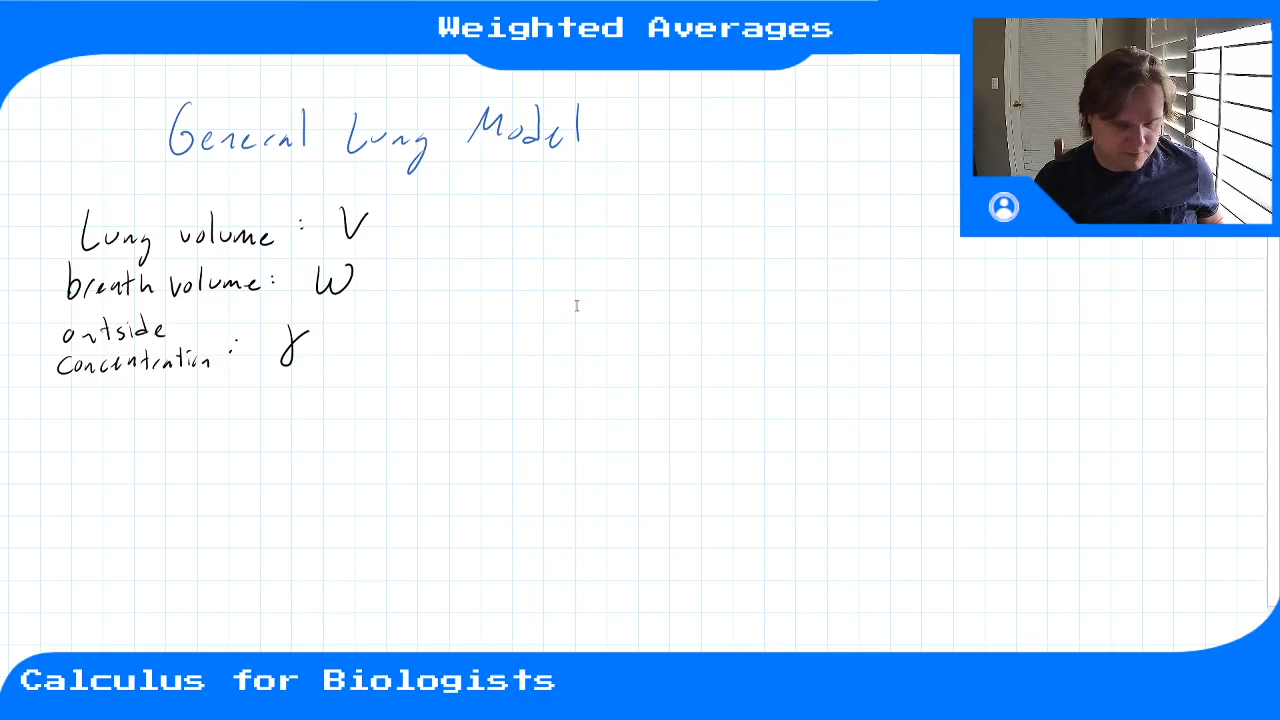 Weighted Averages
General Lung Model
Lung volume : V
breath volume : W
outside
concentration : γ
Calculus for Biologists